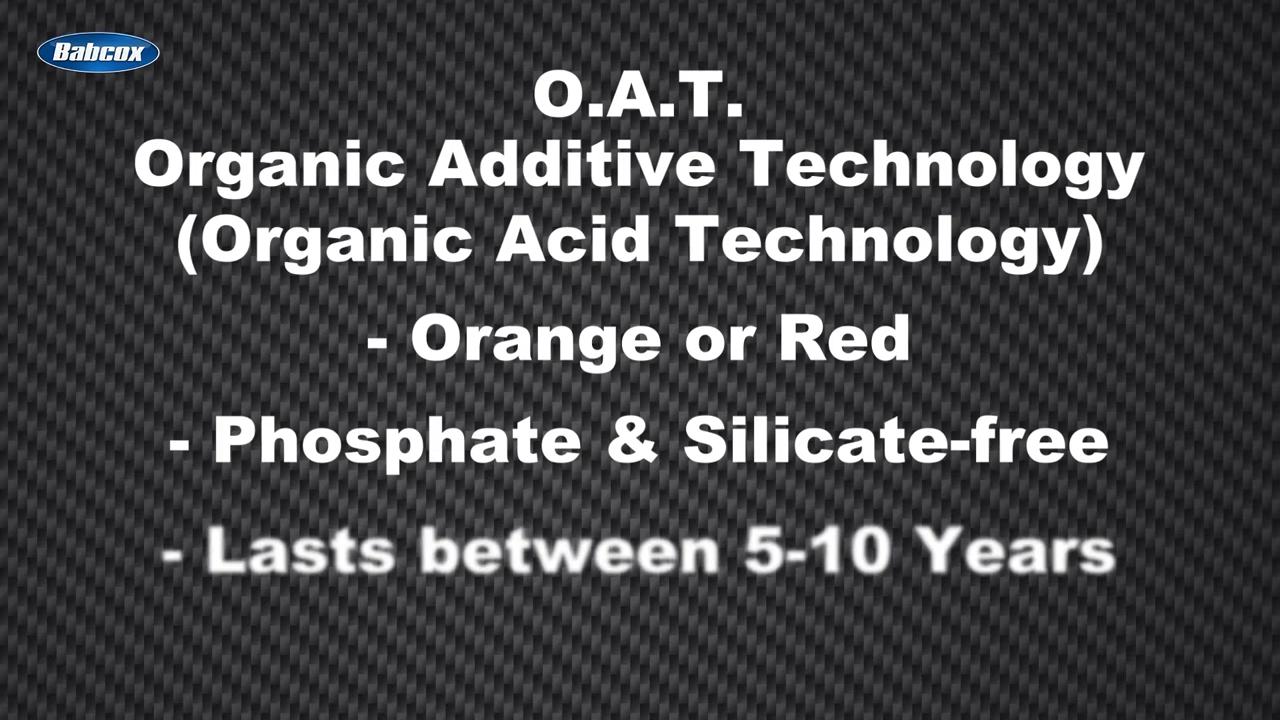 Babcox
O.A.T.
Organic Additive Technology
(Organic Acid Technology)
- Orange or Red
- Phosphate & Silicate-free
- Lasts between 5-10 Years